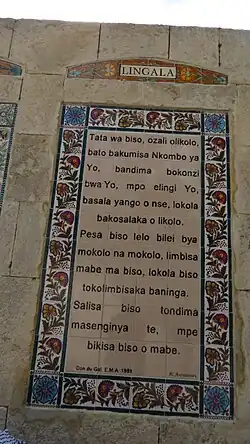 LINGALA
Tata wa biso, ozali olikolo,
bato bakumisa Nkombo ya
Yo, bandima bokonzi
bwa Yo, mpo elingi Yo,
basala yango o nse, lokola
bakosalaka o likolo.
Pesa biso lelo bilei bya
mokolo na mokolo, limbisa
mabe ma biso, lokola biso
tokolimbisaka baninga.
Salisa biso tondima
masenginya te, mpe
bikisa biso o mabe.